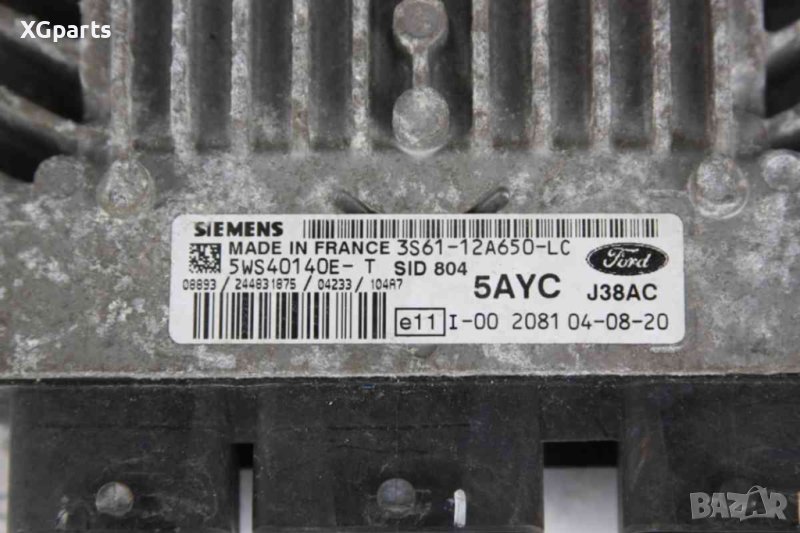 XGparts
SIEMENS
MADE IN FRANCE 3S61-12A650-LC
5WS40140E- T SID 804
08893 / 244831875 / 04233 / 104A7
5AYC J38AC
Ford
e11 I-00 2081 04-08-20
BAZAR